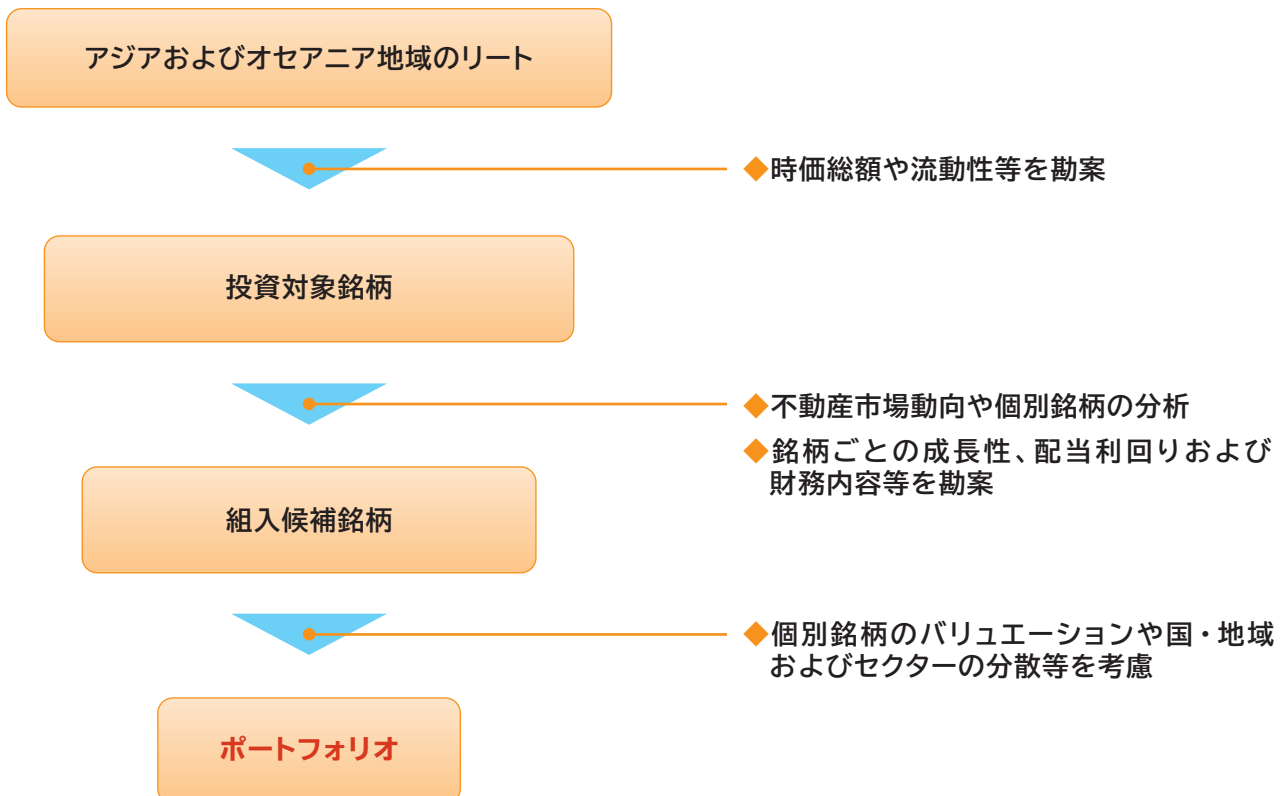 アジアおよびオセアニア地域のリート
◆時価総額や流動性等を勘案
投資対象銘柄
◆不動産市場動向や個別銘柄の分析
◆銘柄ごとの成長性、配当利回りおよび
財務内容等を勘案
組入候補銘柄
◆個別銘柄のバリュエーションや国・地域
およびセクターの分散等を考慮
ポートフォリオ